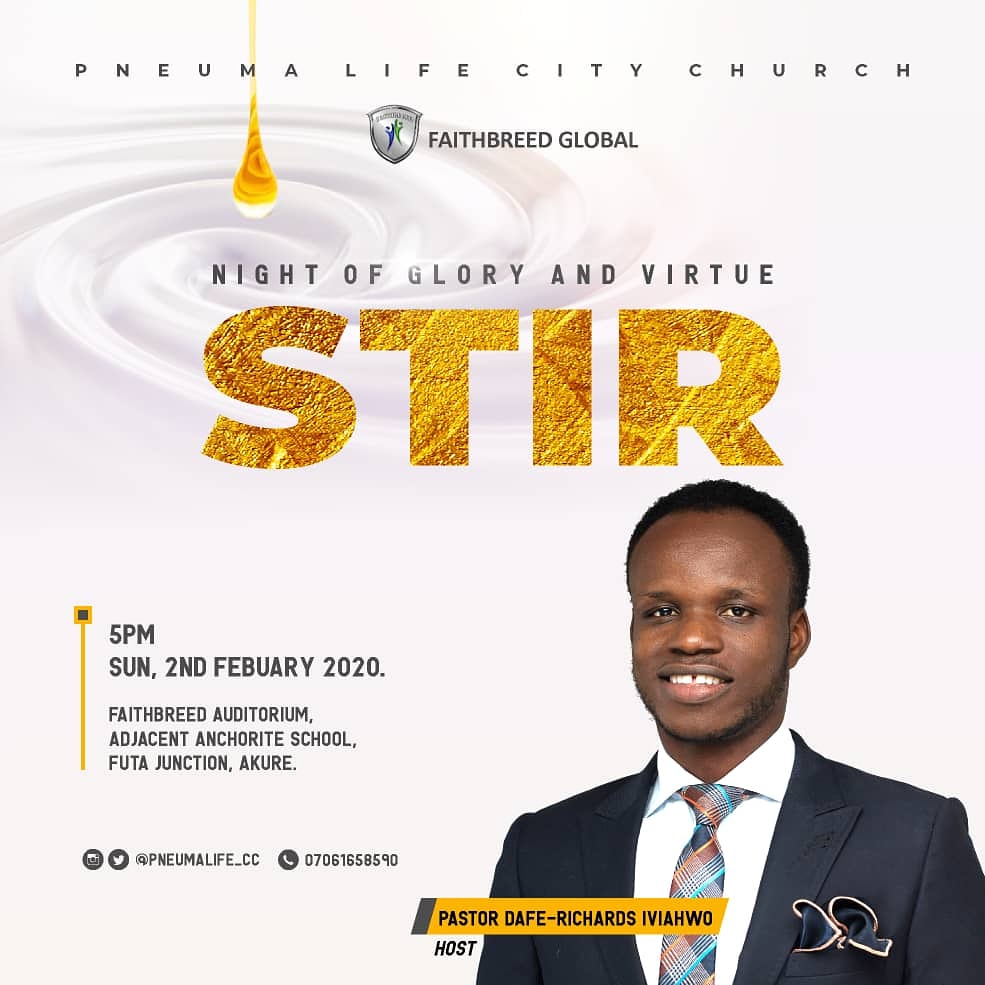 PNEUMA LIFE CITY CHURCH
FAITHBREED GLOBAL
NIGHT OF GLORY AND VIRTUE
STIR
5PM
SUN, 2ND FEBUARY 2020.
FAITHBREED AUDITORIUM,
ADJACENT ANCHORITE SCHOOL,
FUTA JUNCTION, AKURE.
@PNEUMALIFE_CC 07061658590
PASTOR DAFE-RICHARDS IVIAHWO
HOST